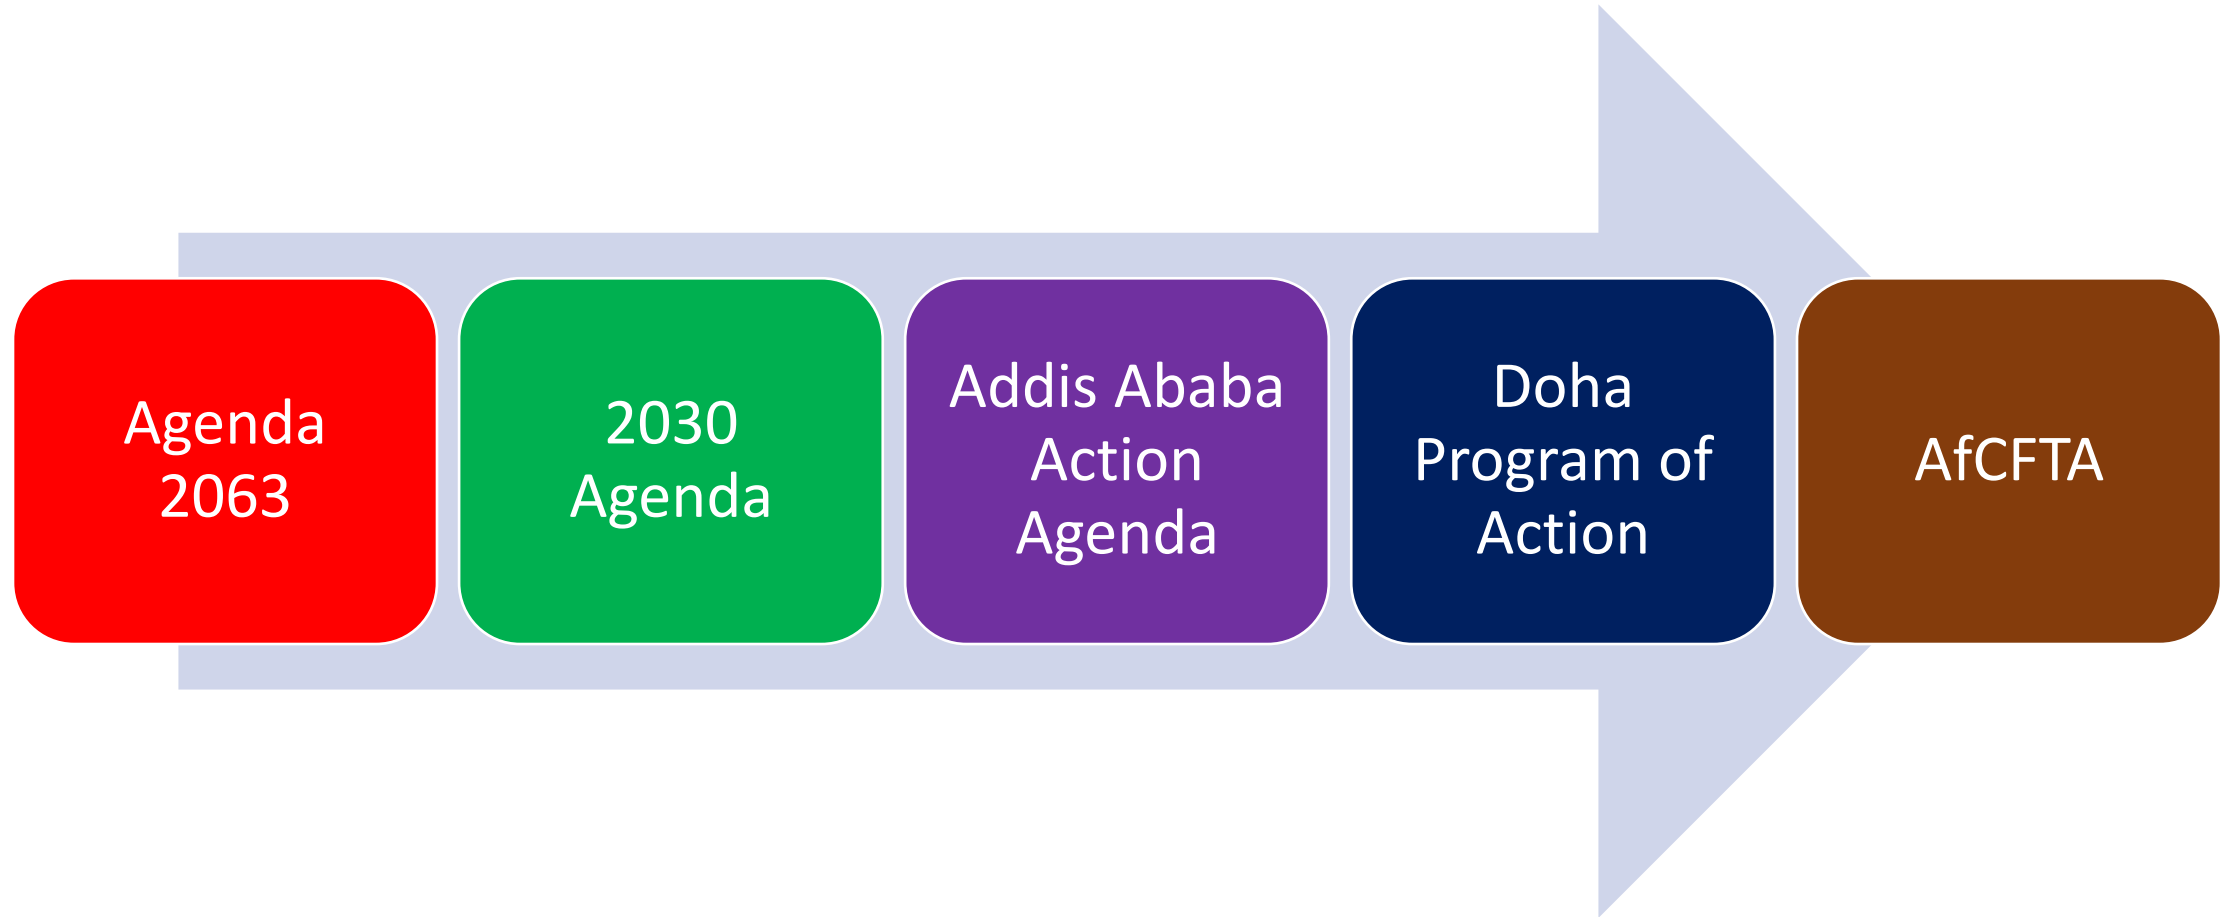 Agenda
2063
2030
Agenda
Addis Ababa
Action
Agenda
Doha
Program of
Action
AfCFTA